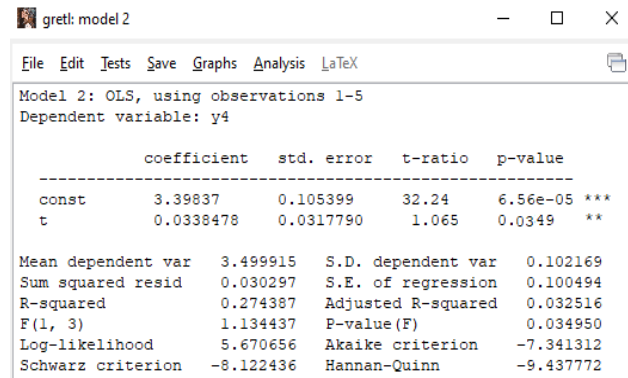 gretl: model 2
File Edit Tests Save Graphs Analysis LaTeX
Model 2: OLS, using observations 1-5
Dependent variable: y4
coefficient std. error t-ratio p-value
const 3.39837 0.105399 32.24 6.56e-05 ***
t 0.0338478 0.0317790 1.065 0.0349 **
Mean dependent var 3.499915 S.D. dependent var 0.102169
Sum squared resid 0.030297 S.E. of regression 0.100494
R-squared 0.274387 Adjusted R-squared 0.032516
F(1, 3) 1.134437 P-value(F) 0.034950
Log-likelihood 5.670656 Akaike criterion -7.341312
Schwarz criterion -8.122436 Hannan-Quinn -9.437772